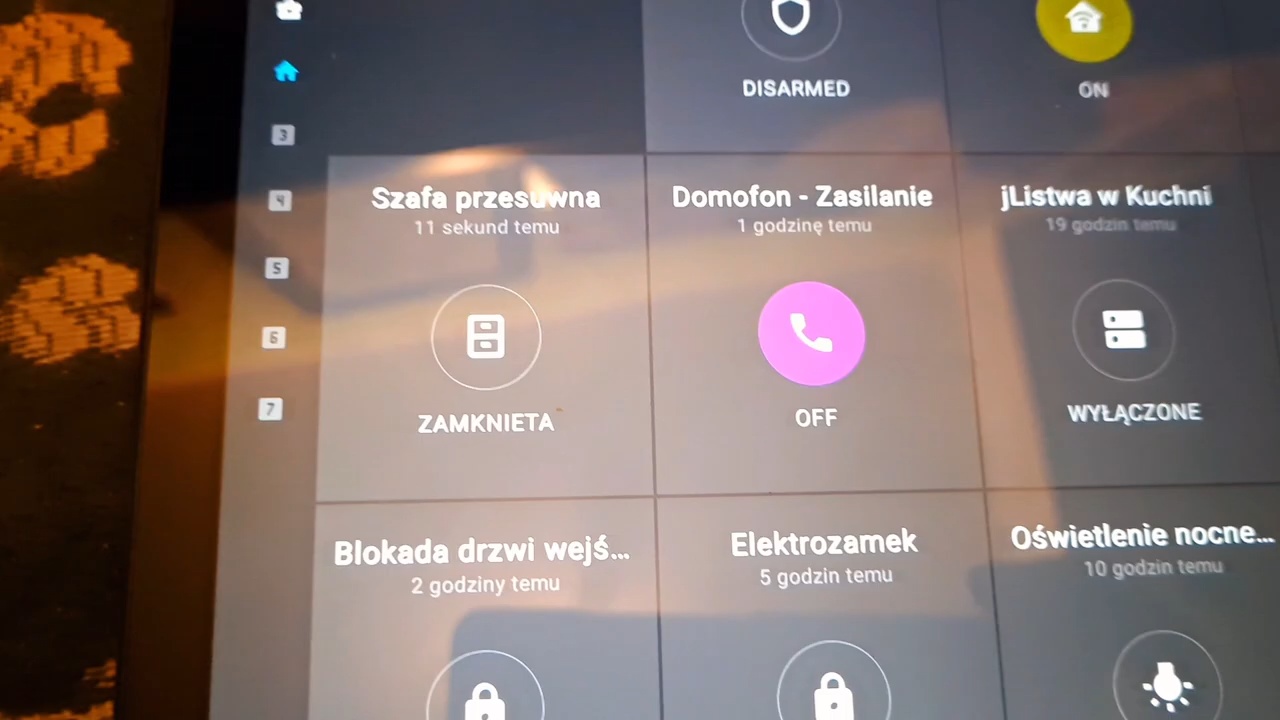 DISARMED
ON
3
4
5
6
7
Szafa przesuwna
11 sekund temu
ZAMKNIETA
Domofon - Zasilanie
1 godzinę temu
OFF
jListwa w Kuchni
19 godzin temu
WYŁĄCZONE
Blokada drzwi wejś...
2 godziny temu
Elektrozamek
5 godzin temu
Oświetlenie nocne...
10 godzin temu